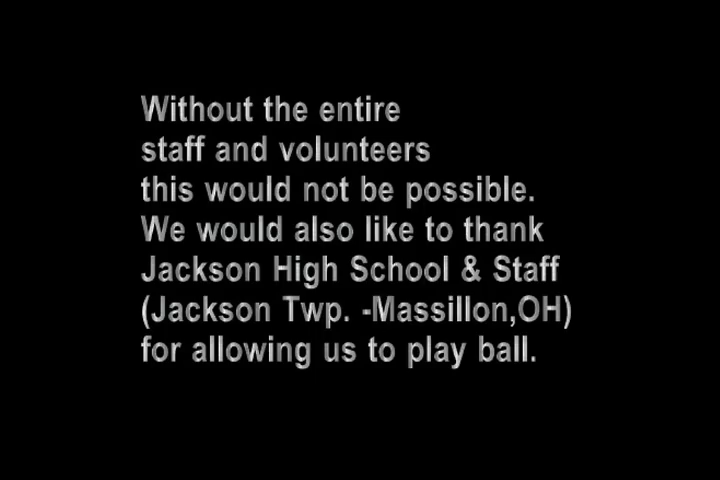 Without the entire
staff and volunteers
this would not be possible.
We would also like to thank
Jackson High School & Staff
(Jackson Twp. -Massillon,OH)
for allowing us to play ball.